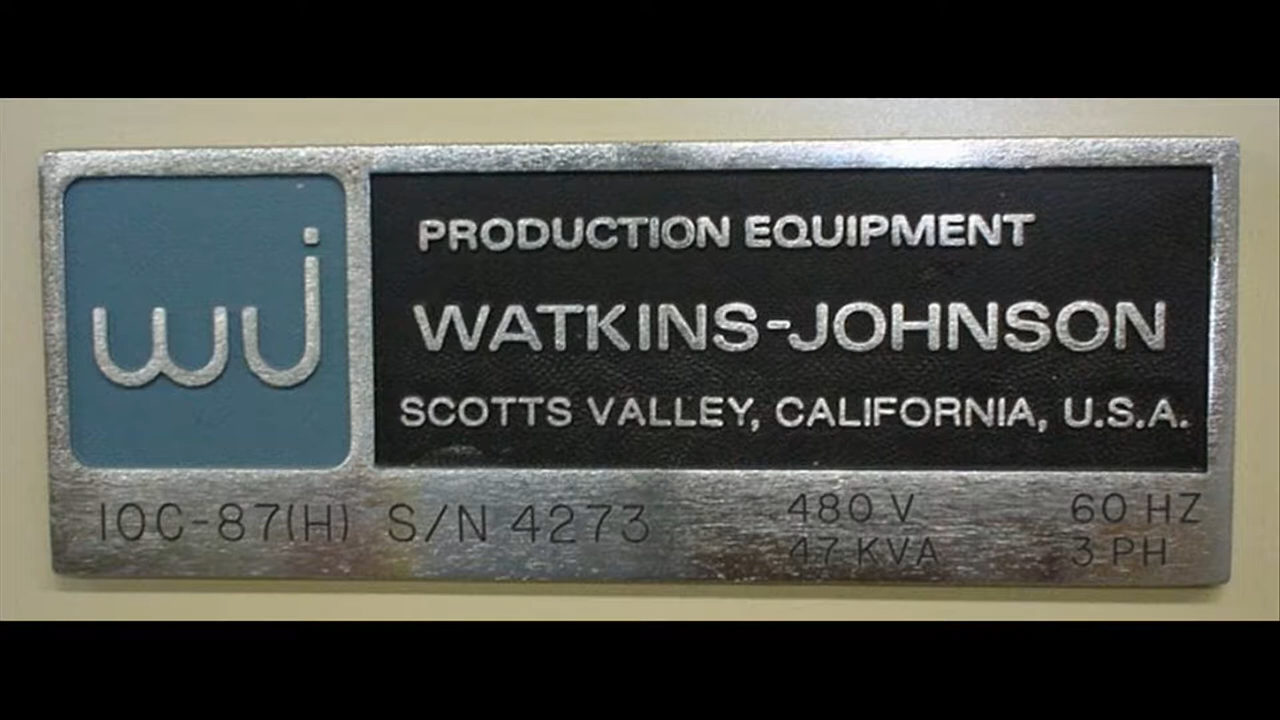 wj
PRODUCTION EQUIPMENT
WATKINS-JOHNSON
SCOTTS VALLEY, CALIFORNIA, U.S.A.
10C-87(H) S/N 4273
480 V 60 HZ
47 KVA 3 PH